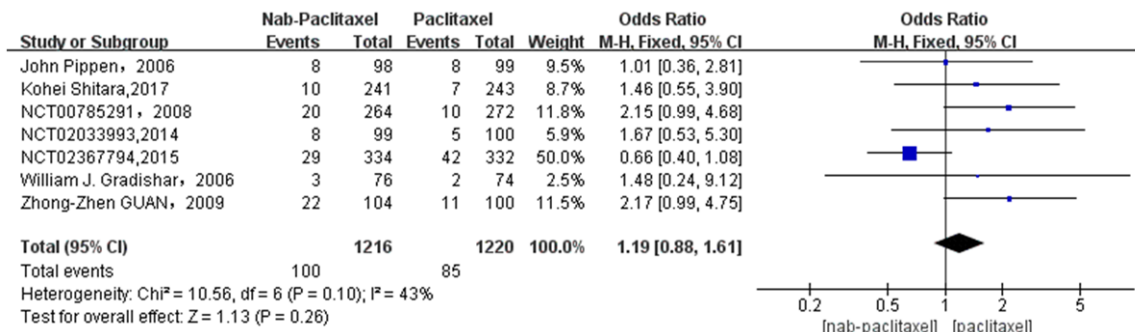 Nab-Paclitaxel Paclitaxel Odds Ratio Odds Ratio
Study or Subgroup Events Total Events Total Weight M-H, Fixed, 95% CI M-H, Fixed, 95% CI
John Pippen，2006 8 98 8 99 9.5% 1.01 [0.36, 2.81]
Kohei Shitara,2017 10 241 7 243 8.7% 1.46 [0.55, 3.90]
NCT00785291，2008 20 264 10 272 11.8% 2.15 [0.99, 4.68]
NCT02033993,2014 8 99 5 100 5.9% 1.67 [0.53, 5.30]
NCT02367794,2015 29 334 42 332 50.0% 0.66 [0.40, 1.08]
William J. Gradishar，2006 3 76 2 74 2.5% 1.48 [0.24, 9.12]
Zhong-Zhen GUAN，2009 22 104 11 100 11.5% 2.17 [0.99, 4.75]
Total (95% CI) 1216 1220 100.0% 1.19 [0.88, 1.61]
Total events 100 85
Heterogeneity: Chi² = 10.56, df = 6 (P = 0.10); I² = 43%
Test for overall effect: Z = 1.13 (P = 0.26)
0.2 0.5 1 2 5
[nab-paclitaxel] [paclitaxel]